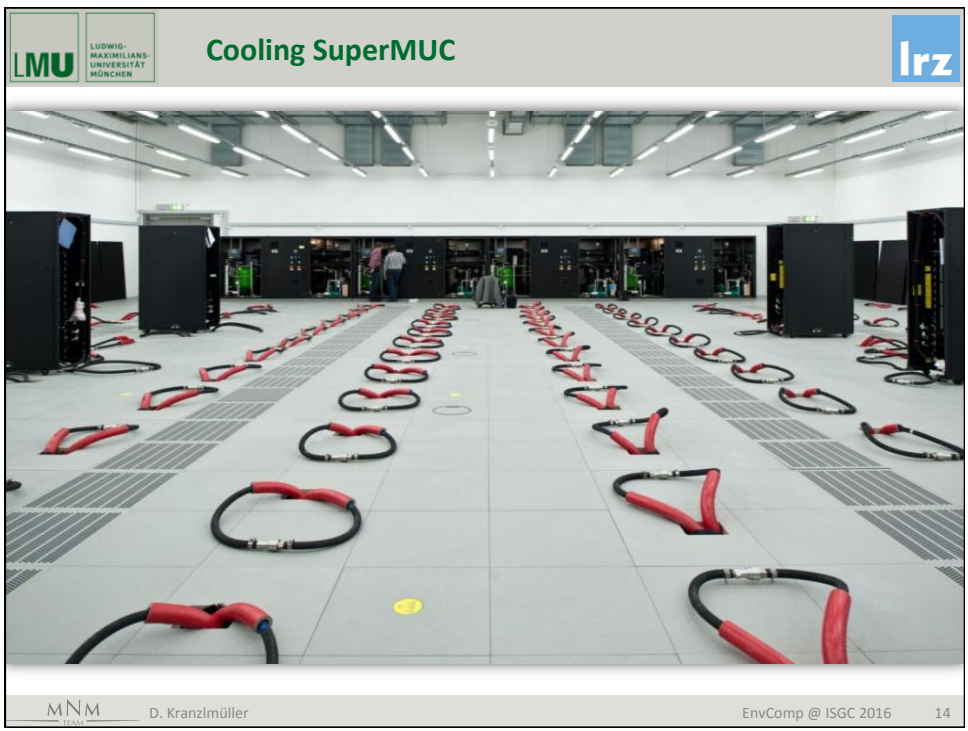 LMU
LUDWIG-
MAXIMILIANS-
UNIVERSITÄT
MÜNCHEN
Cooling SuperMUC
lrz
MNM
TEAM
D. Kranzlmüller
EnvComp @ ISGC 2016
14